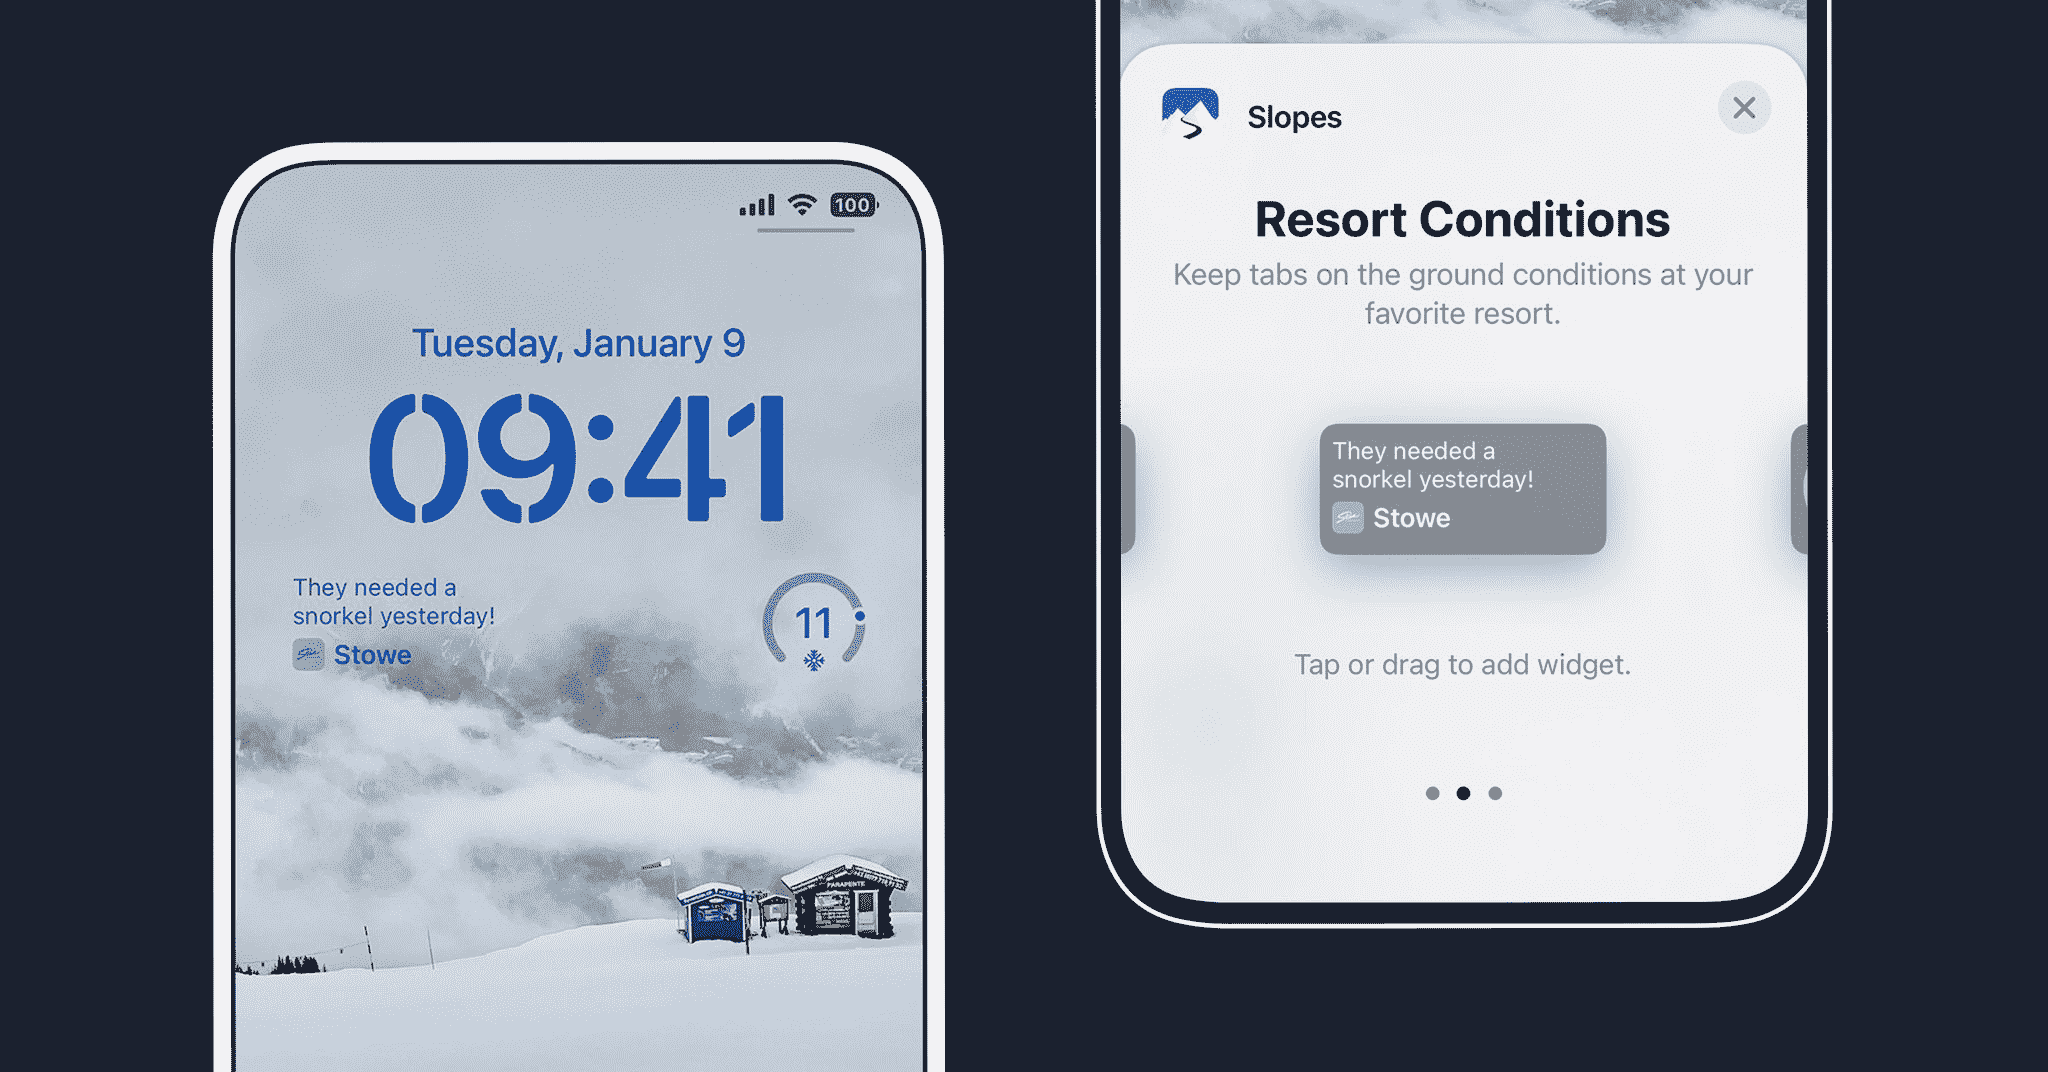 100
Tuesday, January 9
09:41
They needed a
snorkel yesterday!
Stowe
11
PARAPENTE
Slopes
Resort Conditions
Keep tabs on the ground conditions at your
favorite resort.
They needed a
snorkel yesterday!
Stowe
Tap or drag to add widget.